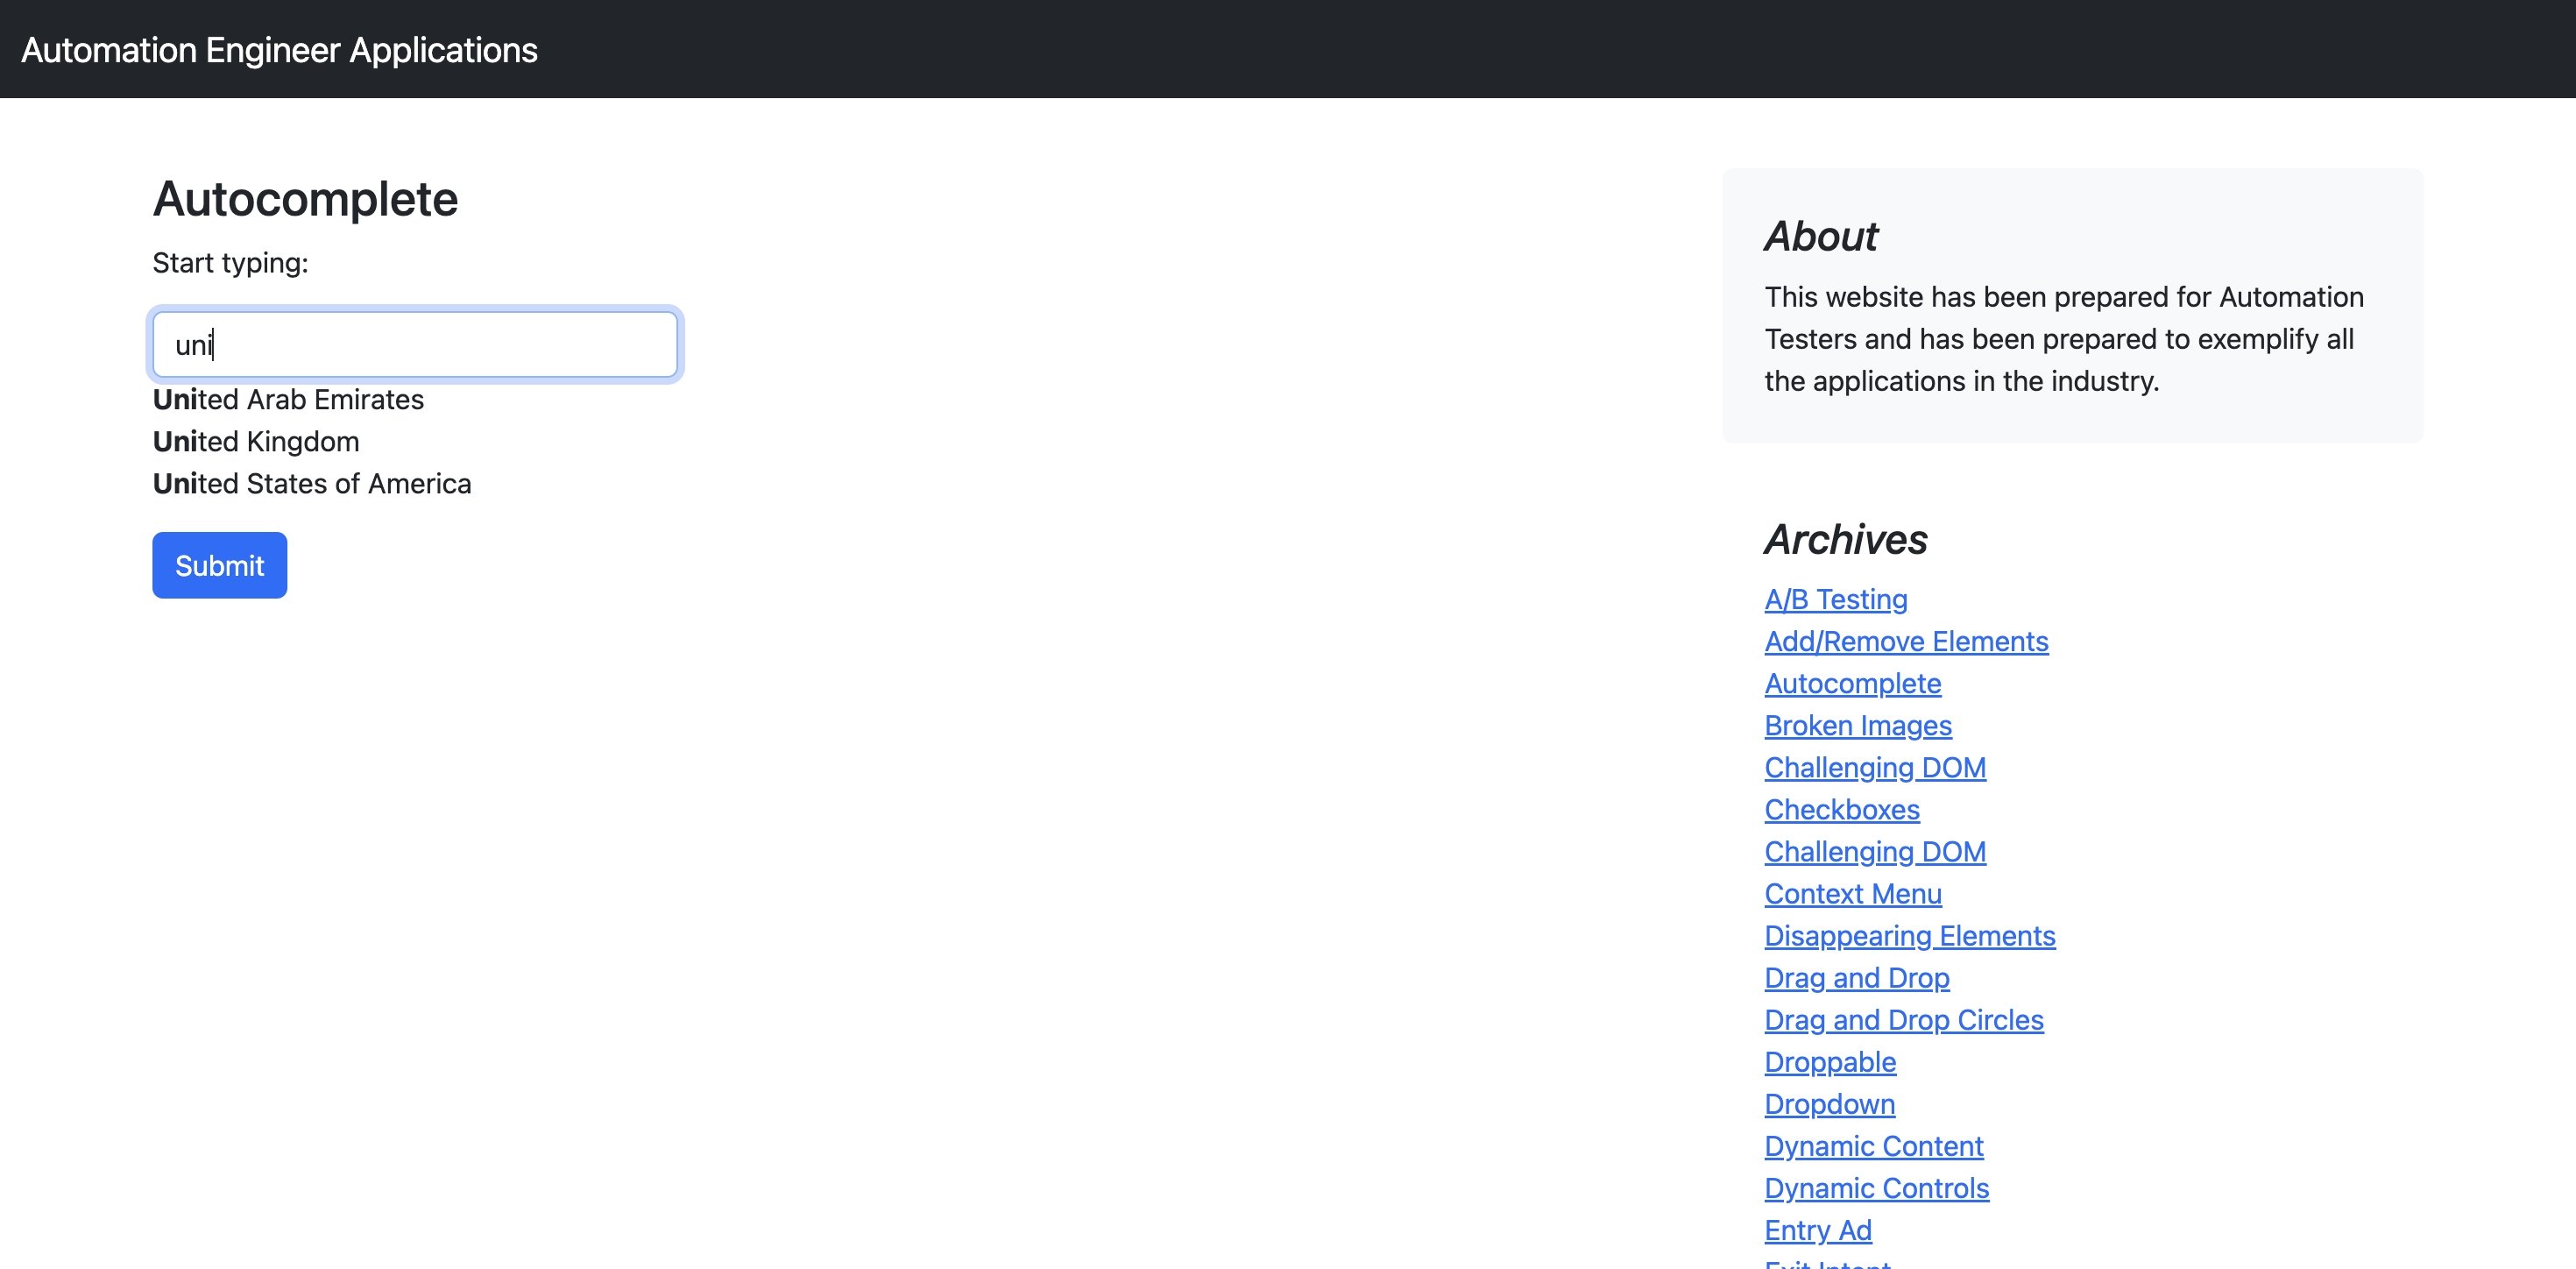 Automation Engineer Applications
Autocomplete
Start typing:
uni
United Arab Emirates
United Kingdom
United States of America
Submit
About
This website has been prepared for Automation
Testers and has been prepared to exemplify all
the applications in the industry.
Archives
A/B Testing
Add/Remove Elements
Autocomplete
Broken Images
Challenging DOM
Checkboxes
Challenging DOM
Context Menu
Disappearing Elements
Drag and Drop
Drag and Drop Circles
Droppable
Dropdown
Dynamic Content
Dynamic Controls
Entry Ad
Exit Intent